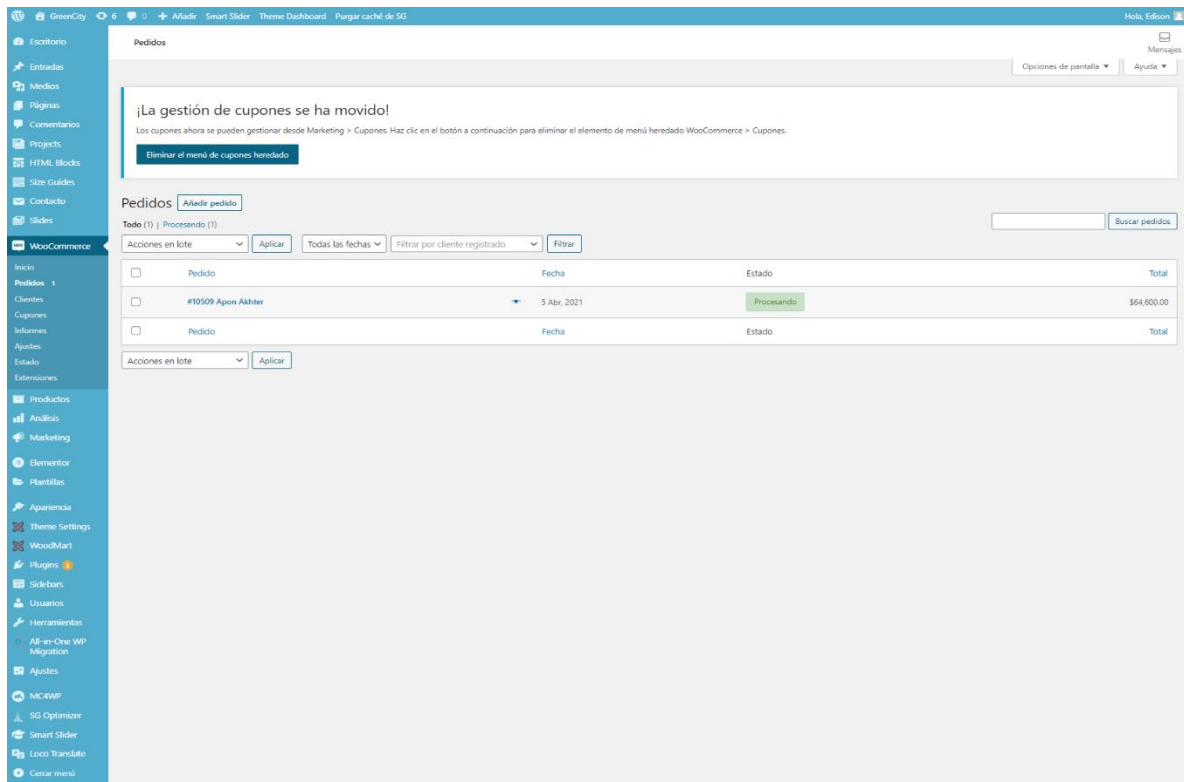 GreenCity 6 0 + Añadir Smart Slider Theme Dashboard Purgar caché de SG Hola, Edison
Escritorio
Entradas
Medios
Páginas
Comentarios
Projects
HTML Blocks
Size Guides
Contacto
Slides
WooCommerce
Inicio
Pedidos 1
Clientes
Cupones
Informes
Ajustes
Estado
Extensiones
Productos
Análisis
Marketing
Elementor
Plantillas
Apariencia
Theme Settings
WoodMart
Plugins 3
Sidebars
Usuarios
Herramientas
All-in-One WP
Migration
Ajustes
MC4WP
SG Optimizer
Smart Slider
Loco Translate
Cerrar menú
Pedidos
Mensajes
Opciones de pantalla ▼ Ayuda ▼
¡La gestión de cupones se ha movido!
Los cupones ahora se pueden gestionar desde Marketing > Cupones. Haz clic en el botón a continuación para eliminar el elemento de menú heredado WooCommerce > Cupones.
Eliminar el menú de cupones heredado
Pedidos Añadir pedido
Todo (1) | Procesando (1)
Buscar pedidos
Acciones en lote Aplicar Todas las fechas Filtrar por cliente registrado Filtrar
Pedido Fecha Estado Total
#10509 Apon Akhter 5 Abr, 2021 Procesando $64,600.00
Pedido Fecha Estado Total
Acciones en lote Aplicar